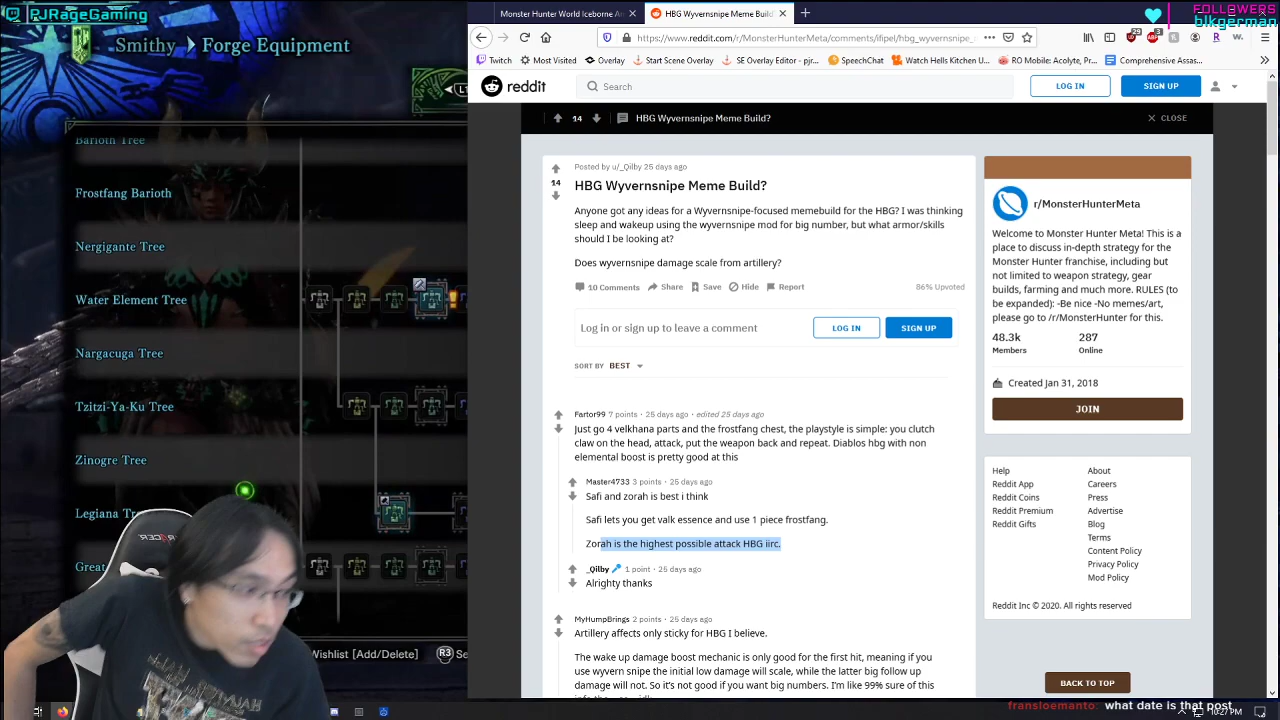 PJRageGaming
Smithy Forge Equipment
Barioth Tree
Frostfang Barioth
Nergigante Tree
Water Element Tree
Nargacuga Tree
Tzitzi-Ya-Ku Tree
Zinogre Tree
Legiana Tree
Great
Wishlist R3
Monster Hunter World Iceborne
HBG Wyvernsnipe Meme Build?
FOLLOWERS
blkgerman
https://www.reddit.com/r/MonsterHunterMeta/comments/ifipel/hbg_wyvernsnipe_
Twitch Most Visited Overlay Start Scene Overlay SE Overlay Editor - pjr... SpeechChat Watch Hells Kitchen U... RO Mobile: Acolyte, Pr... Comprehensive Assas...
reddit Search LOG IN SIGN UP
14 HBG Wyvernsnipe Meme Build? CLOSE
Posted by u/_Qilby 25 days ago
14 HBG Wyvernsnipe Meme Build?
Anyone got any ideas for a Wyvernsnipe-focused memebuild for the HBG? I was thinking
sleep and wakeup using the wyvernsnipe mod for big number, but what armor/skills
should I be looking at?
Does wyvernsnipe damage scale from artillery?
10 Comments Share Save Hide Report 86% Upvoted
Log in or sign up to leave a comment LOG IN SIGN UP
SORT BY BEST
Fartor99 7 points · 25 days ago · edited 25 days ago
Just go 4 velkhana parts and the frostfang chest, the playstyle is simple: you clutch
claw on the head, attack, put the weapon back and repeat. Diablos hbg with non
elemental boost is pretty good at this
Master4733 3 points · 25 days ago
Safi and zorah is best i think
Safi lets you get valk essence and use 1 piece frostfang.
Zorah is the highest possible attack HBG iirc.
_Qilby 1 point · 25 days ago
Alrighty thanks
MyHumpBrings 2 points · 25 days ago
Artillery affects only sticky for HBG I believe.
The wake up damage boost mechanic is only good for the first hit, meaning if you
use wyvern snipe the initial low damage will scale, while the latter big follow up
damage will not. So it's not good if you want big numbers. I'm like 99% sure of this
r/MonsterHunterMeta
Welcome to Monster Hunter Meta! This is a
place to discuss in-depth strategy for the
Monster Hunter franchise, including but
not limited to weapon strategy, gear
builds, farming and much more. RULES (to
be expanded): -Be nice -No memes/art,
please go to /r/MonsterHunter for this.
48.3k 287
Members Online
Created Jan 31, 2018
JOIN
Help About
Reddit App Careers
Reddit Coins Press
Reddit Premium Advertise
Reddit Gifts Blog
Terms
Content Policy
Privacy Policy
Mod Policy
Reddit Inc © 2020. All rights reserved
BACK TO TOP
fransloemanto: what date is that post
10:27 PM